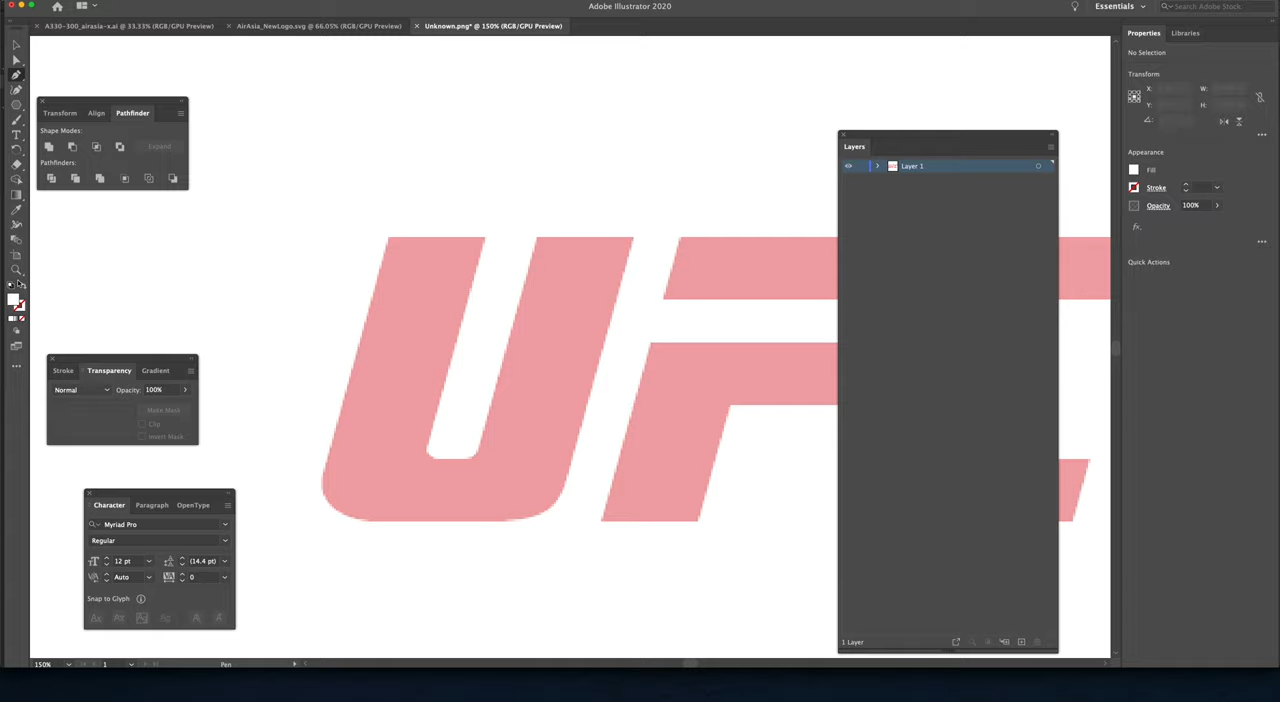 Adobe Illustrator 2020
Essentials
Search Adobe Stock
A330-300_airasia-x.ai @ 33.33% (RGB/GPU Preview)
AirAsia_NewLogo.svg @ 66.05% (RGB/GPU Preview)
Unknown.png* @ 150% (RGB/GPU Preview)
Properties
Libraries
No Selection
Transform
X:
W:
Y:
H:
Appearance
Fill
Stroke
Opacity
100%
fx.
Quick Actions
Transform
Align
Pathfinder
Shape Modes:
Expand
Pathfinders:
Layers
Layer 1
1 Layer
UF
Stroke
Transparency
Gradient
Normal
Opacity:
100%
Make Mask
Clip
Invert Mask
Character
Paragraph
OpenType
Myriad Pro
Regular
12 pt
(14.4 pt)
Auto
0
Snap to Glyph
150%
1
Pen